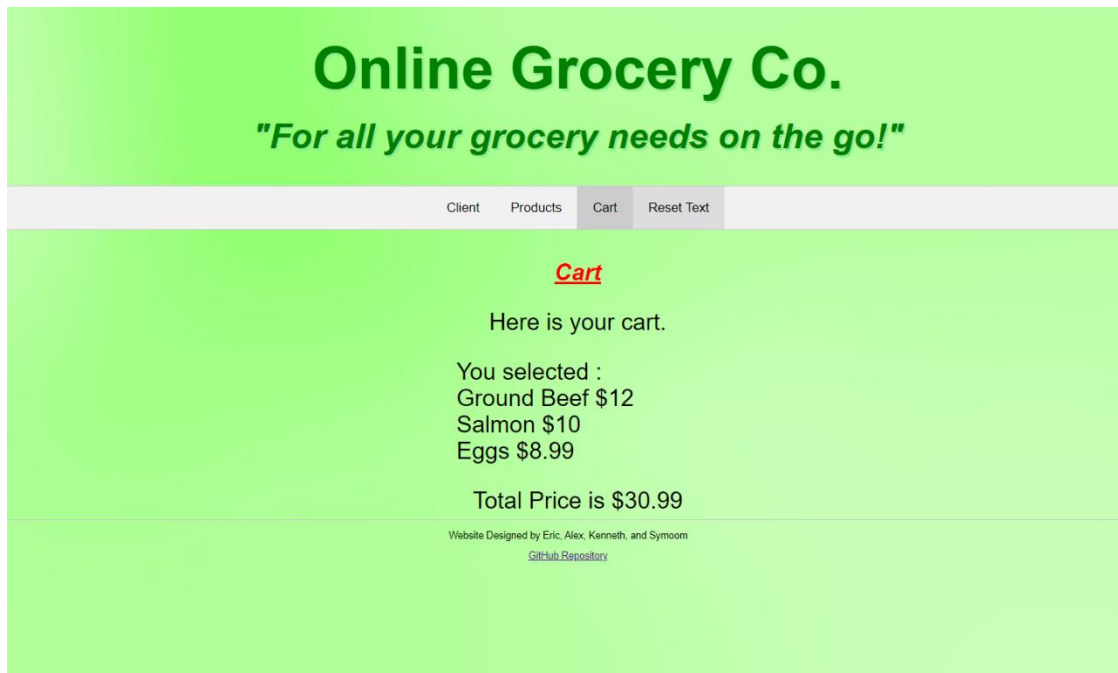 Online Grocery Co.
"For all your grocery needs on the go!"
Client Products Cart Reset Text
Cart
Here is your cart.
You selected :
Ground Beef $12
Salmon $10
Eggs $8.99
Total Price is $30.99
Website Designed by Eric, Alex, Kenneth, and Symoom
GitHub Repository